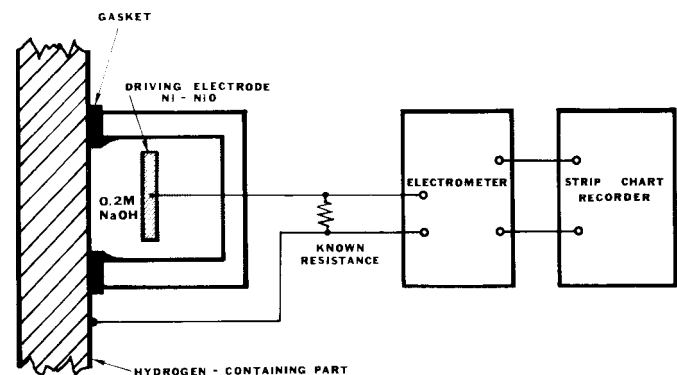 GASKET
DRIVING ELECTRODE
Ni - NiO
0.2M
NaOH
ELECTROMETER
STRIP CHART
RECORDER
KNOWN
RESISTANCE
HYDROGEN - CONTAINING PART